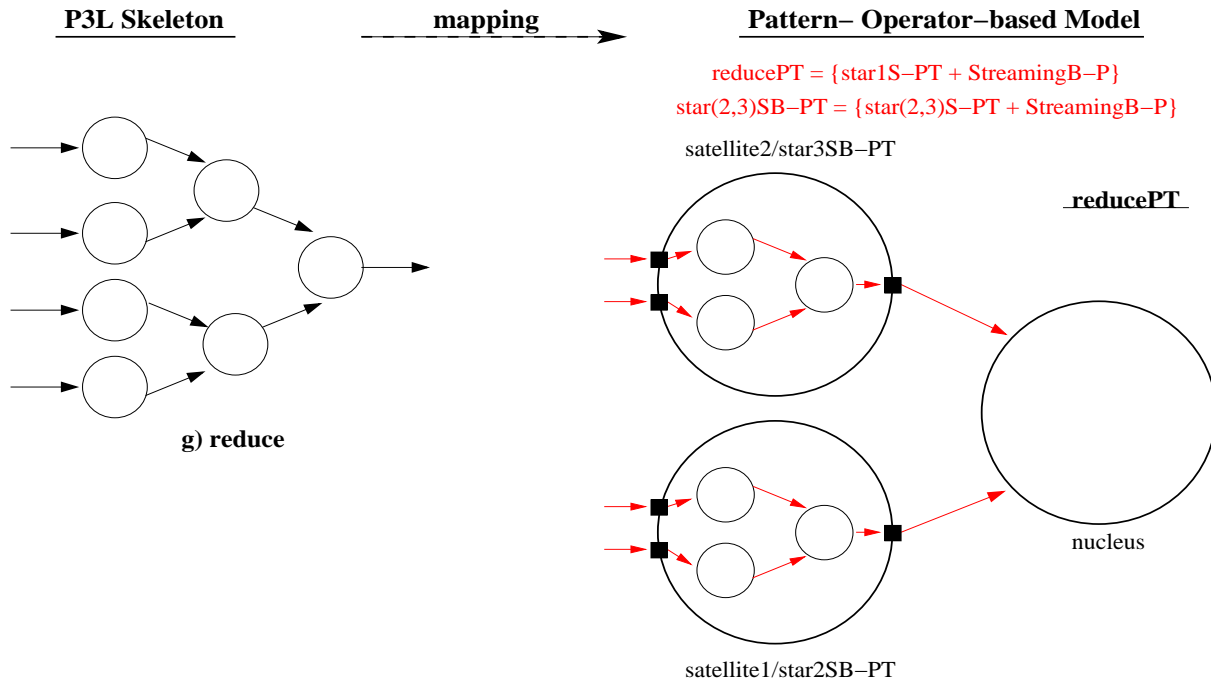 P3L Skeleton
mapping
Pattern− Operator−based Model
reducePT = {star1S−PT + StreamingB−P}
star(2,3)SB−PT = {star(2,3)S−PT + StreamingB−P}
satellite2/star3SB−PT
reducePT
g) reduce
nucleus
satellite1/star2SB−PT